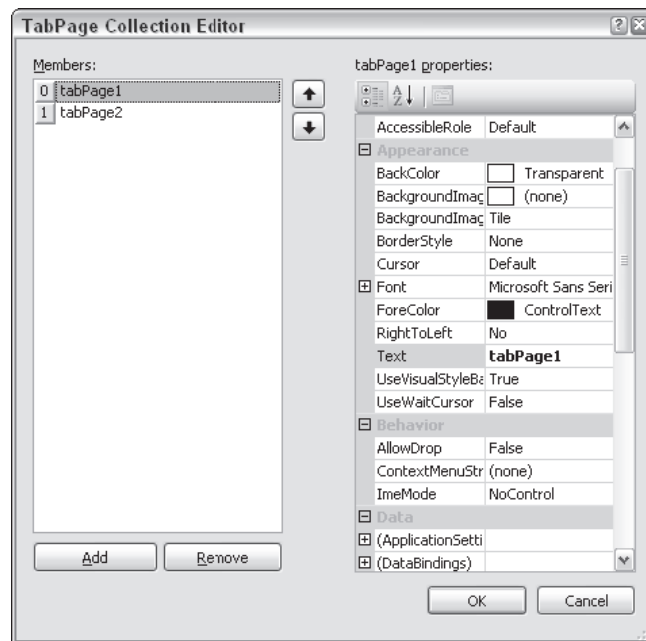 TabPage Collection Editor
Members:
0 tabPage1
1 tabPage2
Add Remove
tabPage1 properties:
AccessibleRole Default
Appearance
BackColor Transparent
BackgroundImag (none)
BackgroundImag Tile
BorderStyle None
Cursor Default
Font Microsoft Sans Seri
ForeColor ControlText
RightToLeft No
Text tabPage1
UseVisualStyleBa True
UseWaitCursor False
Behavior
AllowDrop False
ContextMenuStr (none)
ImeMode NoControl
Data
(ApplicationSetti
(DataBindings)
OK Cancel